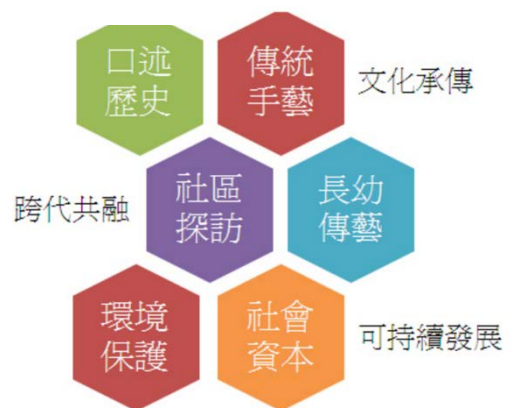 口述
歷史
傳統
手藝
文化承傳
跨代共融
社區
探訪
長幼
傳藝
環境
保護
社會
資本
可持續發展